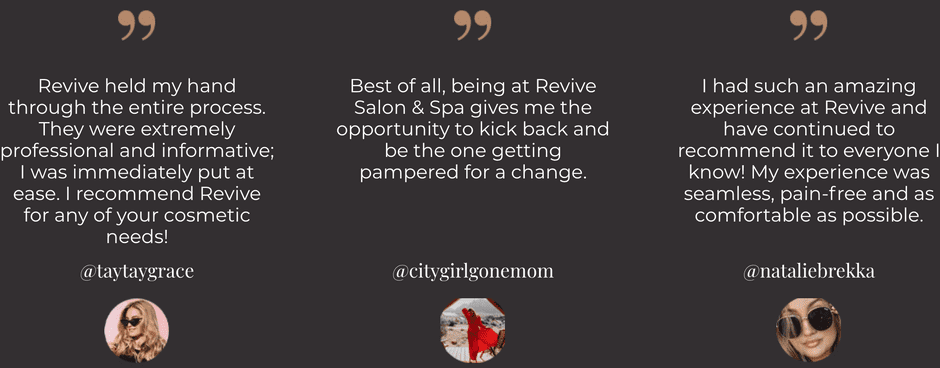 ”
Revive held my hand
through the entire process.
They were extremely
professional and informative;
I was immediately put at
ease. I recommend Revive
for any of your cosmetic
needs!
@taytaygrace
”
Best of all, being at Revive
Salon & Spa gives me the
opportunity to kick back and
be the one getting
pampered for a change.
@citygirlgonemom
”
I had such an amazing
experience at Revive and
have continued to
recommend it to everyone I
know! My experience was
seamless, pain-free and as
comfortable as possible.
@nataliebrekka